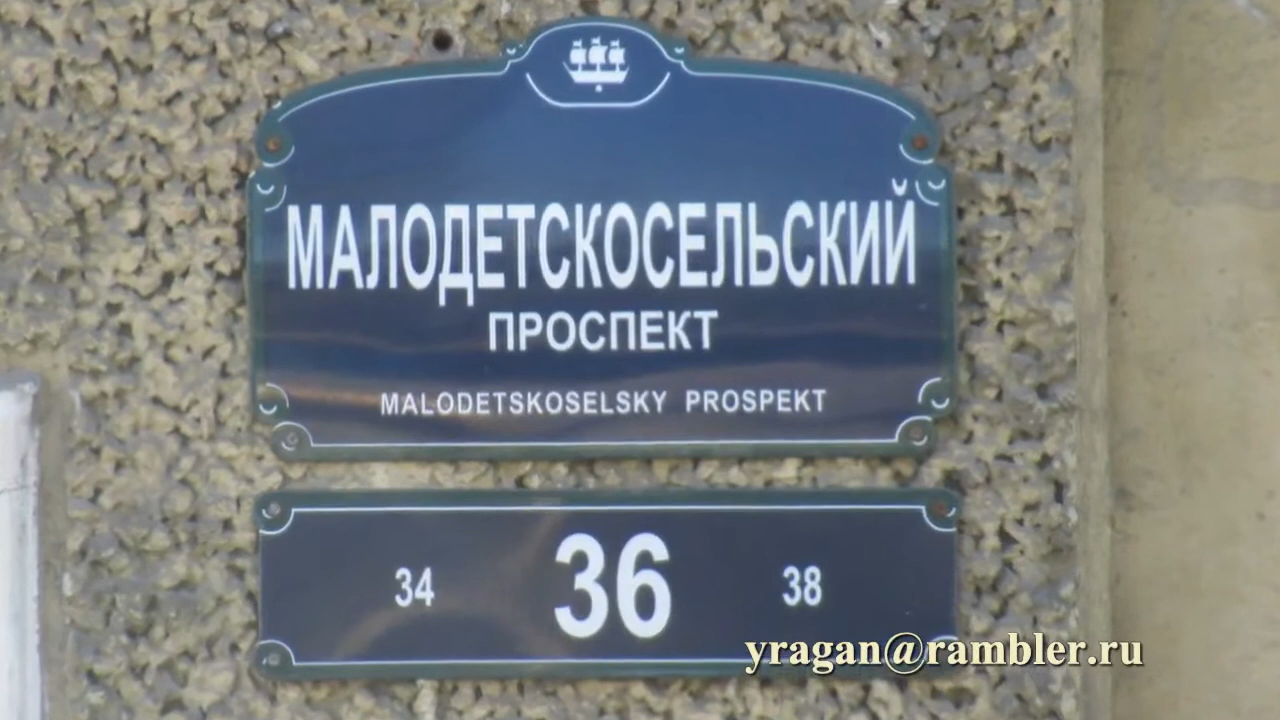 МАЛОДЕТСКОСЕЛЬСКИЙ
ПРОСПЕКТ
MALODETSKOSELSKY PROSPEKT
34 36 38
yragan@rambler.ru